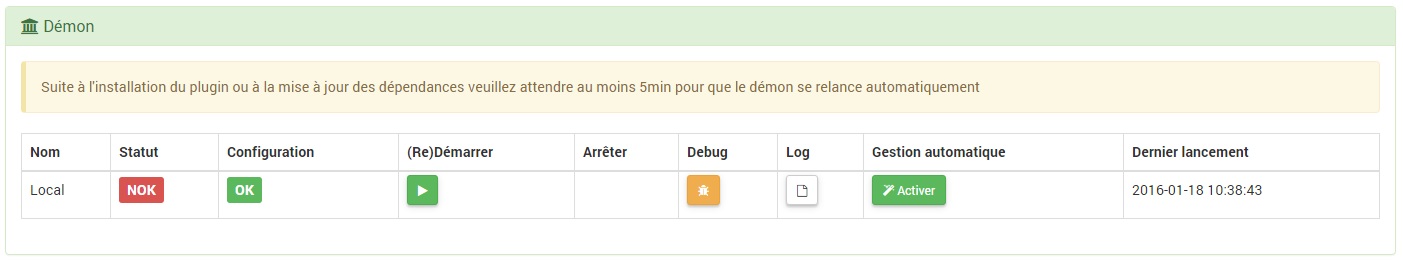 Démon
Suite à l'installation du plugin ou à la mise à jour des dépendances veuillez attendre au moins 5min pour que le démon se relance automatiquement
Nom Statut Configuration (Re)Démarrer Arrêter Debug Log Gestion automatique Dernier lancement
Local NOK OK Activer 2016-01-18 10:38:43